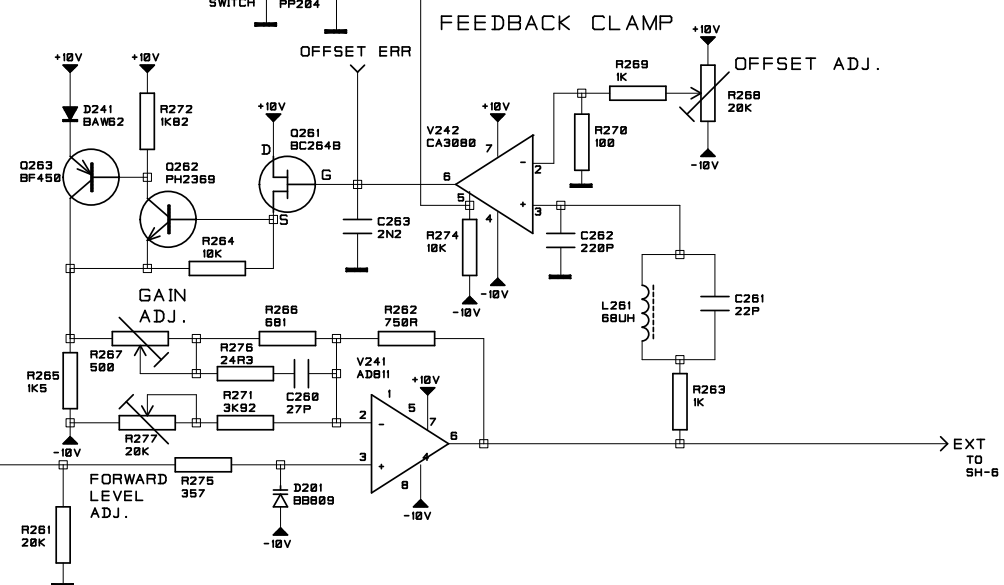 SWITCH
PP204
FEEDBACK CLAMP
+10V
OFFSET ERR
OFFSET ADJ.
+10V
+10V
R269
1K
D241
BAW62
R272
1K82
+10V
+10V
R268
20K
Q261
BC264B
V242
CA3080
R270
100
7
-
2
Q263
BF450
Q262
PH2369
D
G
6
-10V
5
+
3
S
4
C263
2N2
R274
10K
C262
220P
R264
10K
-10V
-10V
GAIN
ADJ.
L261
68UH
C261
22P
R266
681
R262
750R
R267
500
R276
24R3
V241
AD811
R265
1K5
C260
27P
+10V
R263
1K
R271
3K92
1
5
2
-
7
R277
20K
6
EXT
TO
SH-6
-10V
3
+
4
FORWARD
LEVEL
ADJ.
R275
357
D201
BB809
8
-10V
R261
20K
-10V